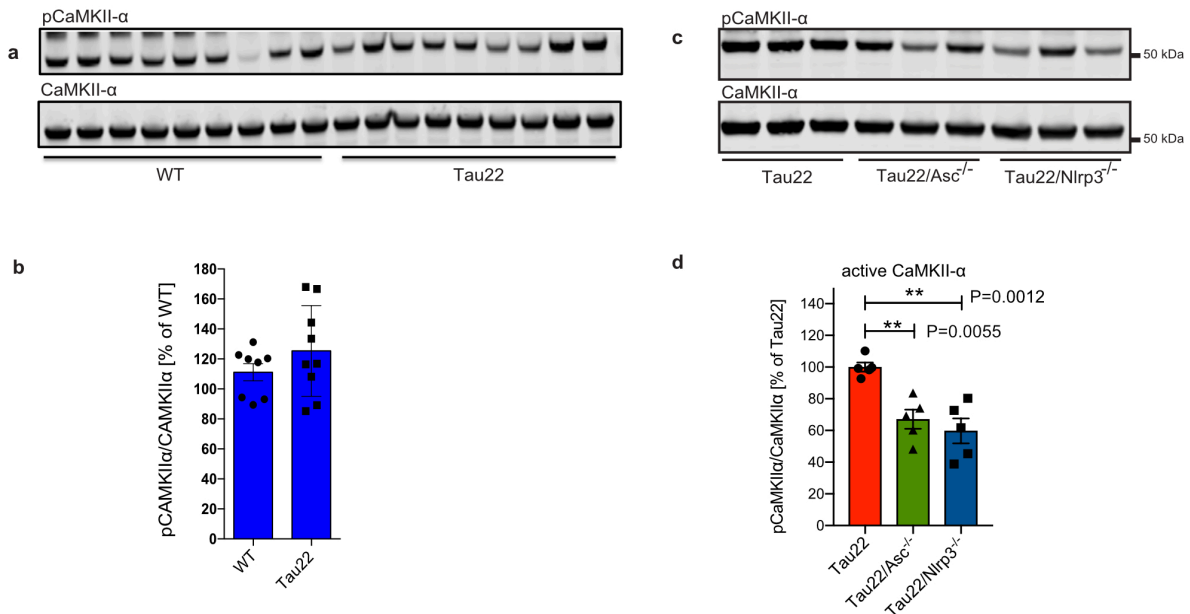 a
pCaMKII-α
CaMKII-α
WT
Tau22
c
pCaMKII-α
50 kDa
CaMKII-α
50 kDa
Tau22
Tau22/Asc-/-
Tau22/Nlrp3-/-
b
pCAMKIIα/CAMKIIα [% of WT]
180
160
140
120
100
80
60
40
20
0
WT
Tau22
d
active CaMKII-α
pCaMKIIα/CaMKIIα [% of Tau22]
** P=0.0012
** P=0.0055
140
120
100
80
60
40
20
0
Tau22
Tau22/Asc-/-
Tau22/Nlrp3-/-